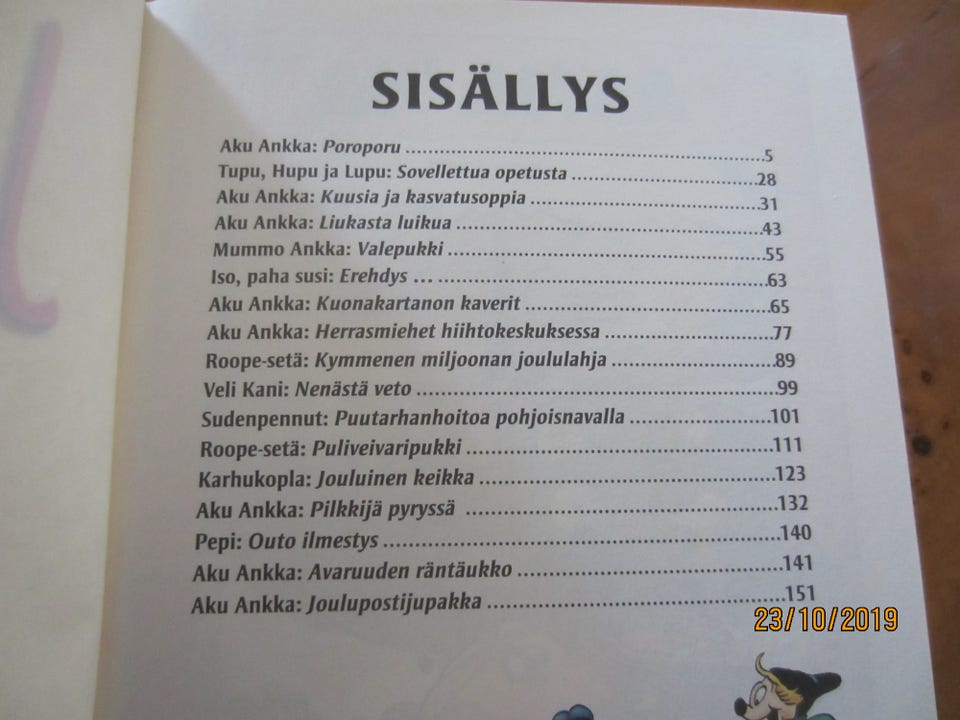 SISÄLLYS
Aku Ankka: Poroporu ...............................................................5
Tupu, Hupu ja Lupu: Sovellettua opetusta .................................28
Aku Ankka: Kuusia ja kasvatusoppia .........................................31
Aku Ankka: Liukasta luikua ......................................................43
Mummo Ankka: Valepukki ........................................................55
Iso, paha susi: Erehdys ... .........................................................63
Aku Ankka: Kuonakartanon kaverit ...........................................65
Aku Ankka: Herrasmiehet hiihtokeskuksessa ..............................77
Roope-setä: Kymmenen miljoonan joululahja .............................89
Veli Kani: Nenästä veto .............................................................99
Sudenpennut: Puutarhanhoitoa pohjoisnavalla .........................101
Roope-setä: Puliveivaripukki ...................................................111
Karhukopla: Jouluinen keikka .................................................123
Aku Ankka: Pilkkijä pyryssä ...................................................132
Pepi: Outo ilmestys ................................................................140
Aku Ankka: Avaruuden räntäukko ...........................................141
Aku Ankka: Joulupostijupakka ................................................151
23/10/2019